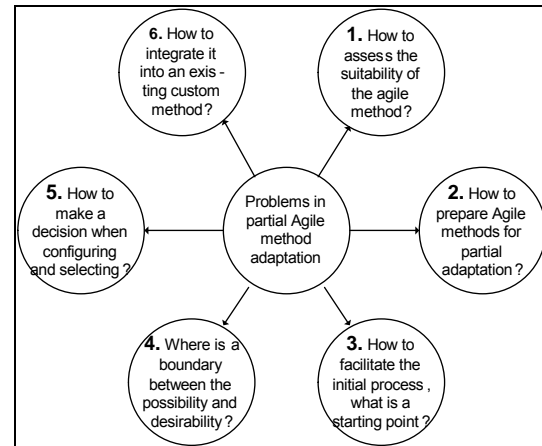 Problems in
partial Agile
method
adaptation
1. How to
assess the
suitability of
the agile
method?
2. How to
prepare Agile
methods for
partial
adaptation ?
3. How to
facilitate the
initial process ,
what is a
starting point ?
4. Where is a
boundary
between the
possibility and
desirability ?
5. How to
make a
decision when
configuring
and selecting ?
6. How to
integrate it
into an exis -
ting custom
method ?